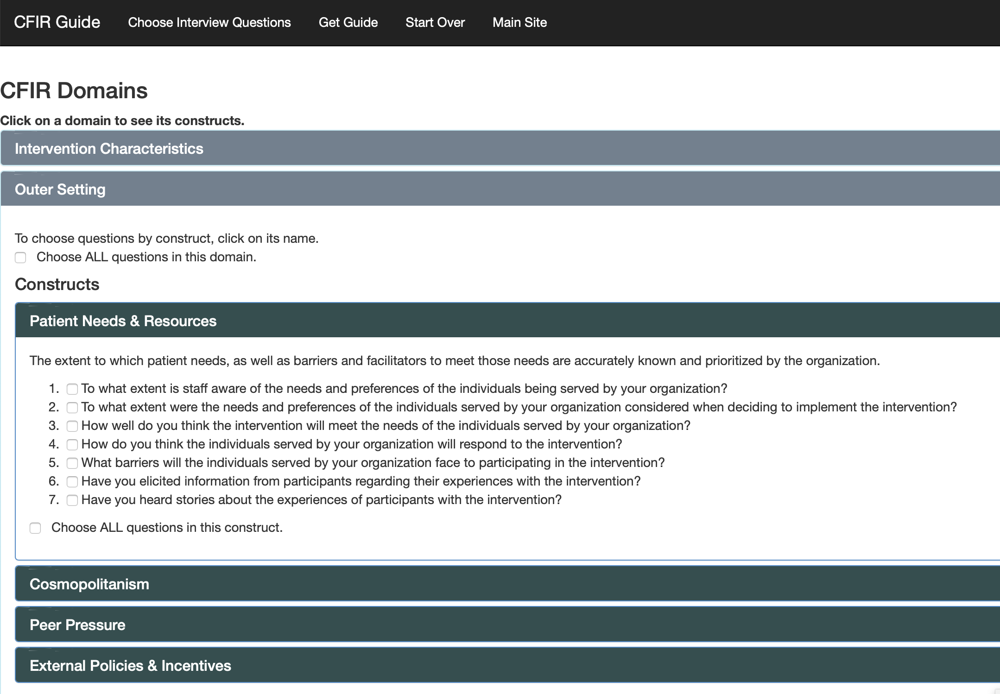 CFIR Guide Choose Interview Questions Get Guide Start Over Main Site
CFIR Domains
Click on a domain to see its constructs.
Intervention Characteristics
Outer Setting
To choose questions by construct, click on its name.
Choose ALL questions in this domain.
Constructs
Patient Needs & Resources
The extent to which patient needs, as well as barriers and facilitators to meet those needs are accurately known and prioritized by the organization.
1. To what extent is staff aware of the needs and preferences of the individuals being served by your organization?
2. To what extent were the needs and preferences of the individuals served by your organization considered when deciding to implement the intervention?
3. How well do you think the intervention will meet the needs of the individuals served by your organization?
4. How do you think the individuals served by your organization will respond to the intervention?
5. What barriers will the individuals served by your organization face to participating in the intervention?
6. Have you elicited information from participants regarding their experiences with the intervention?
7. Have you heard stories about the experiences of participants with the intervention?
Choose ALL questions in this construct.
Cosmopolitanism
Peer Pressure
External Policies & Incentives